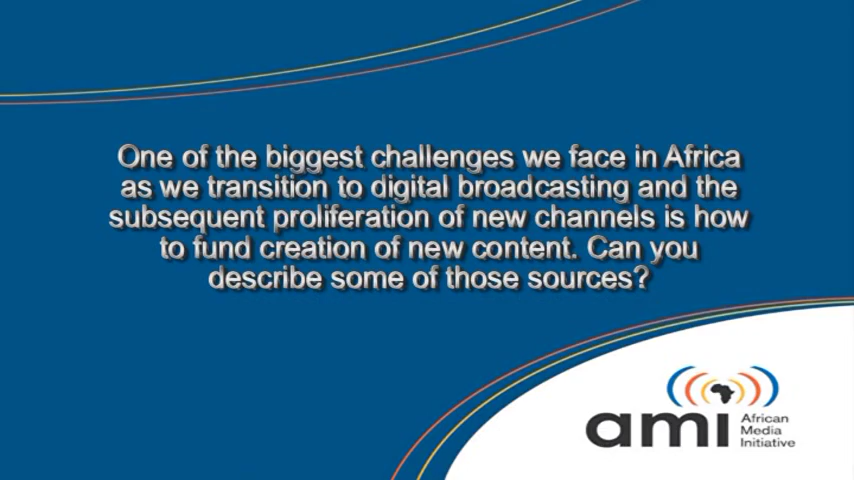 One of the biggest challenges we face in Africa
as we transition to digital broadcasting and the
subsequent proliferation of new channels is how
to fund creation of new content. Can you
describe some of those sources?
ami
African
Media
Initiative